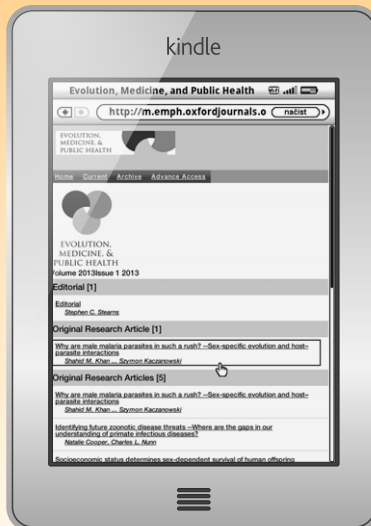 kindle
Evolution, Medicine, and Public Health
http://m.emph.oxfordjournals.o
načíst
EVOLUTION,
MEDICINE, &
PUBLIC HEALTH
Home Current Archive Advance Access
EVOLUTION,
MEDICINE, &
PUBLIC HEALTH
Volume 2013Issue 1 2013
Editorial [1]
Editorial
Stephen C. Stearns
Original Research Article [1]
Why are male malaria parasites in such a rush? --Sex-specific evolution and host–
parasite interactions
Shahid M. Khan ... Szymon Kaczanowski
Original Research Articles [5]
Why are male malaria parasites in such a rush? --Sex-specific evolution and host–
parasite interactions
Shahid M. Khan ... Szymon Kaczanowski
Identifying future zoonotic disease threats --Where are the gaps in our
understanding of primate infectious diseases?
Natalie Cooper, Charles L. Nunn
Socioeconomic status determines sex-dependent survival of human offspring